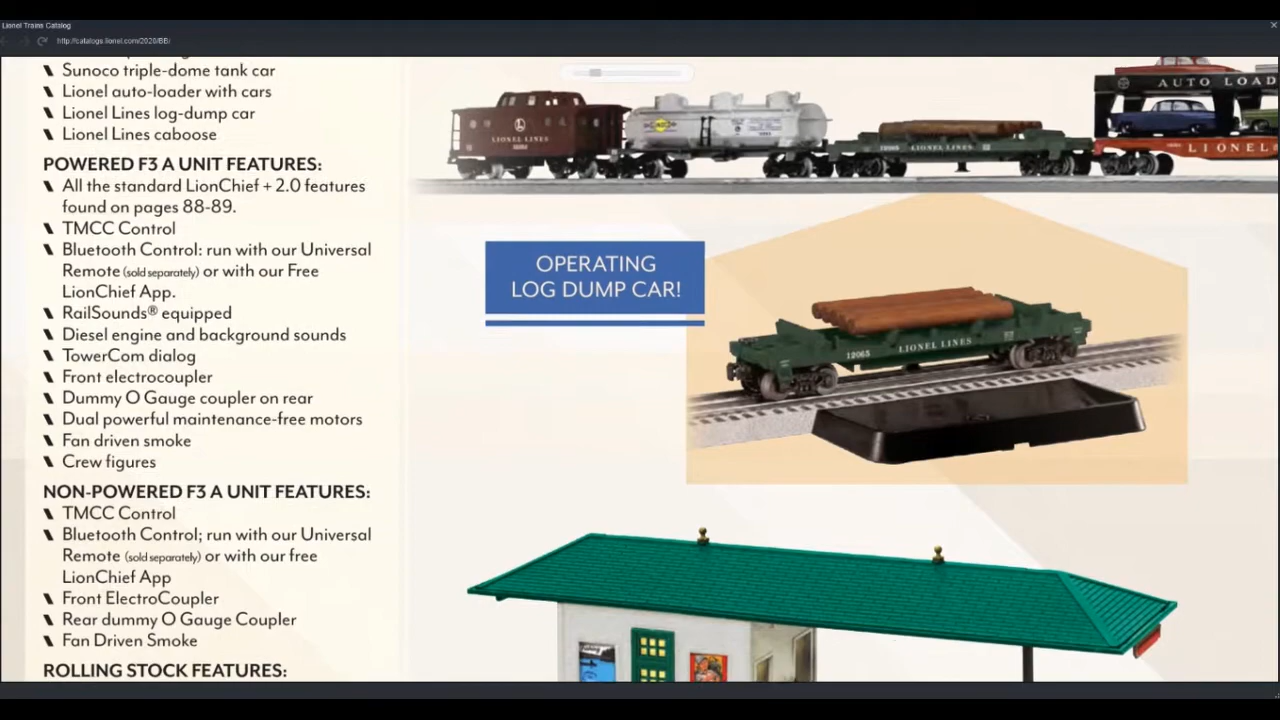 Lionel Trains Catalog
http://catalogs.lionel.com/2020/BB/
Sunoco triple-dome tank car
Lionel auto-loader with cars
Lionel Lines log-dump car
Lionel Lines caboose
POWERED F3 A UNIT FEATURES:
All the standard LionChief + 2.0 features
found on pages 88-89.
TMCC Control
Bluetooth Control: run with our Universal
Remote (sold separately) or with our Free
LionChief App.
RailSounds® equipped
Diesel engine and background sounds
TowerCom dialog
Front electrocoupler
Dummy O Gauge coupler on rear
Dual powerful maintenance-free motors
Fan driven smoke
Crew figures
NON-POWERED F3 A UNIT FEATURES:
TMCC Control
Bluetooth Control; run with our Universal
Remote (sold separately) or with our free
LionChief App
Front ElectroCoupler
Rear dummy O Gauge Coupler
Fan Driven Smoke
ROLLING STOCK FEATURES:
LIONEL LINES
LIONEL LINES
AUTO LOAD
LIONEL
OPERATING
LOG DUMP CAR!
12065 LIONEL LINES